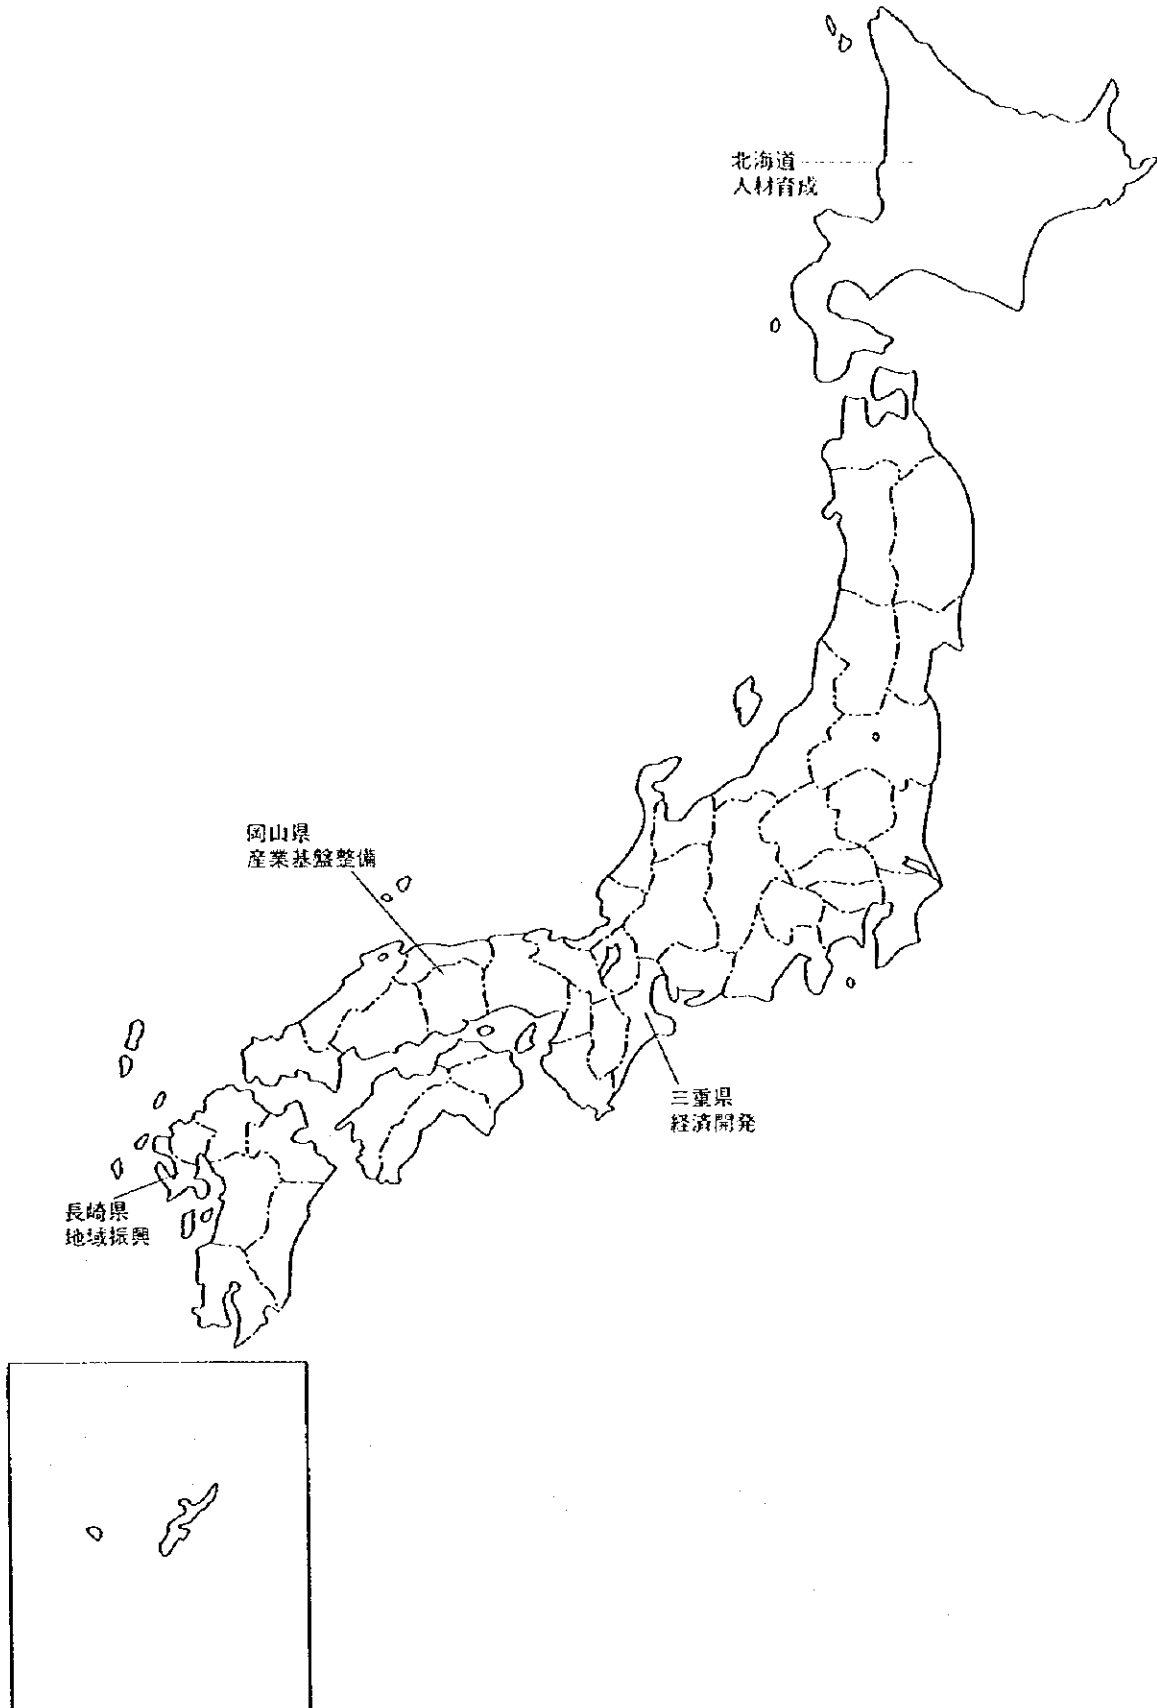 北海道
人材育成
岡山県
産業基盤整備
三重県
経済開発
長崎県
地域振興